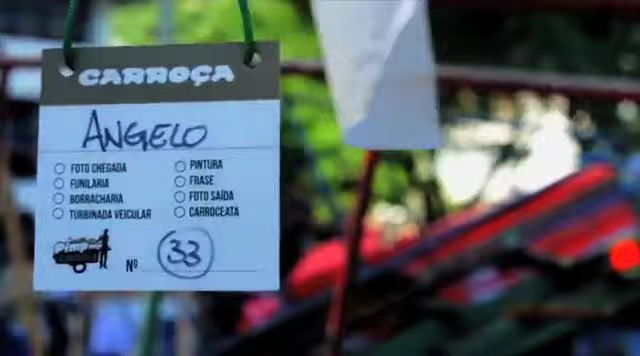 CARROÇA
ANGELO
FOTO CHEGADA
FUNILARIA
BORRACHARIA
TURBINADA VEICULAR
PINTURA
FRASE
FOTO SAÍDA
CARROCEATA
Nº 33